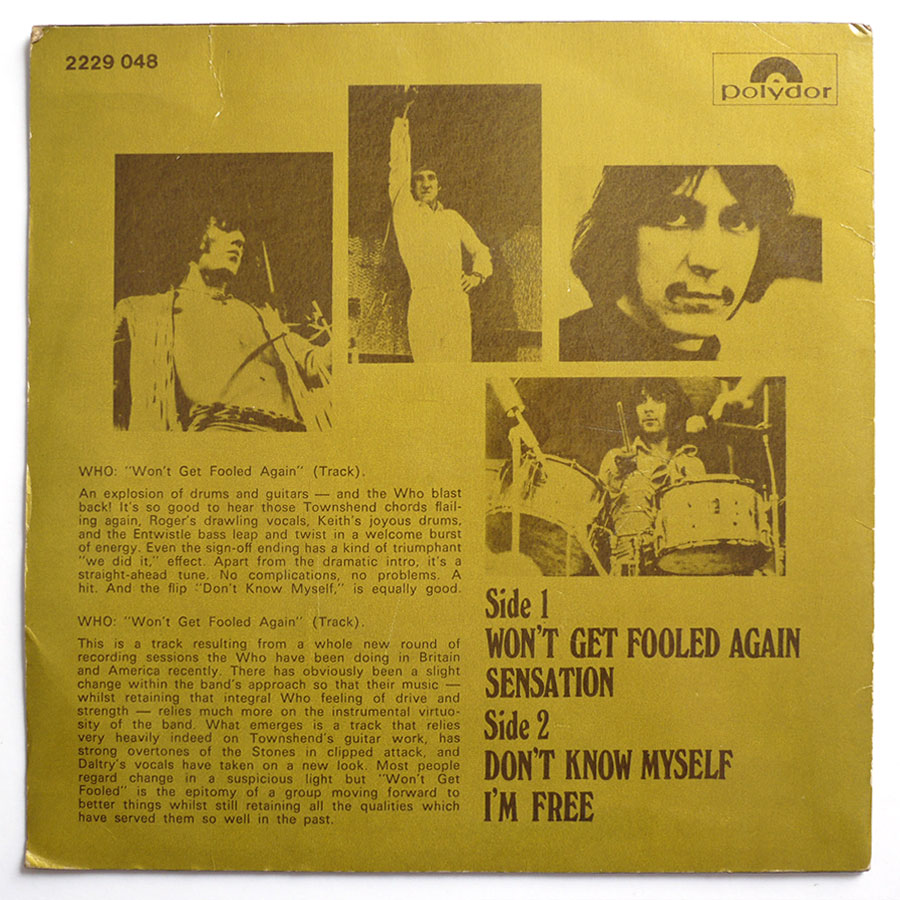 2229 048
polydor
WHO: "Won't Get Fooled Again" (Track).
An explosion of drums and guitars — and the Who blast
back! It's so good to hear those Townshend chords flail-
ing again, Roger's drawling vocals, Keith's joyous drums,
and the Entwistle bass leap and twist in a welcome burst
of energy. Even the sign-off ending has a kind of triumphant
"we did it," effect. Apart from the dramatic intro, it's a
straight-ahead tune. No complications, no problems. A
hit. And the flip "Don't Know Myself," is equally good.
WHO: "Won't Get Fooled Again" (Track).
This is a track resulting from a whole new round of
recording sessions the Who have been doing in Britain
and America recently. There has obviously been a slight
change within the band's approach so that their music —
whilst retaining that integral Who feeling of drive and
strength — relies much more on the instrumental virtuo-
sity of the band. What emerges is a track that relies
very heavily indeed on Townshend's guitar work, has
strong overtones of the Stones in clipped attack, and
Daltry's vocals have taken on a new look. Most people
regard change in a suspicious light but "Won't Get
Fooled" is the epitomy of a group moving forward to
better things whilst still retaining all the qualities which
have served them so well in the past.
Side 1
WON'T GET FOOLED AGAIN
SENSATION
Side 2
DON'T KNOW MYSELF
I'M FREE